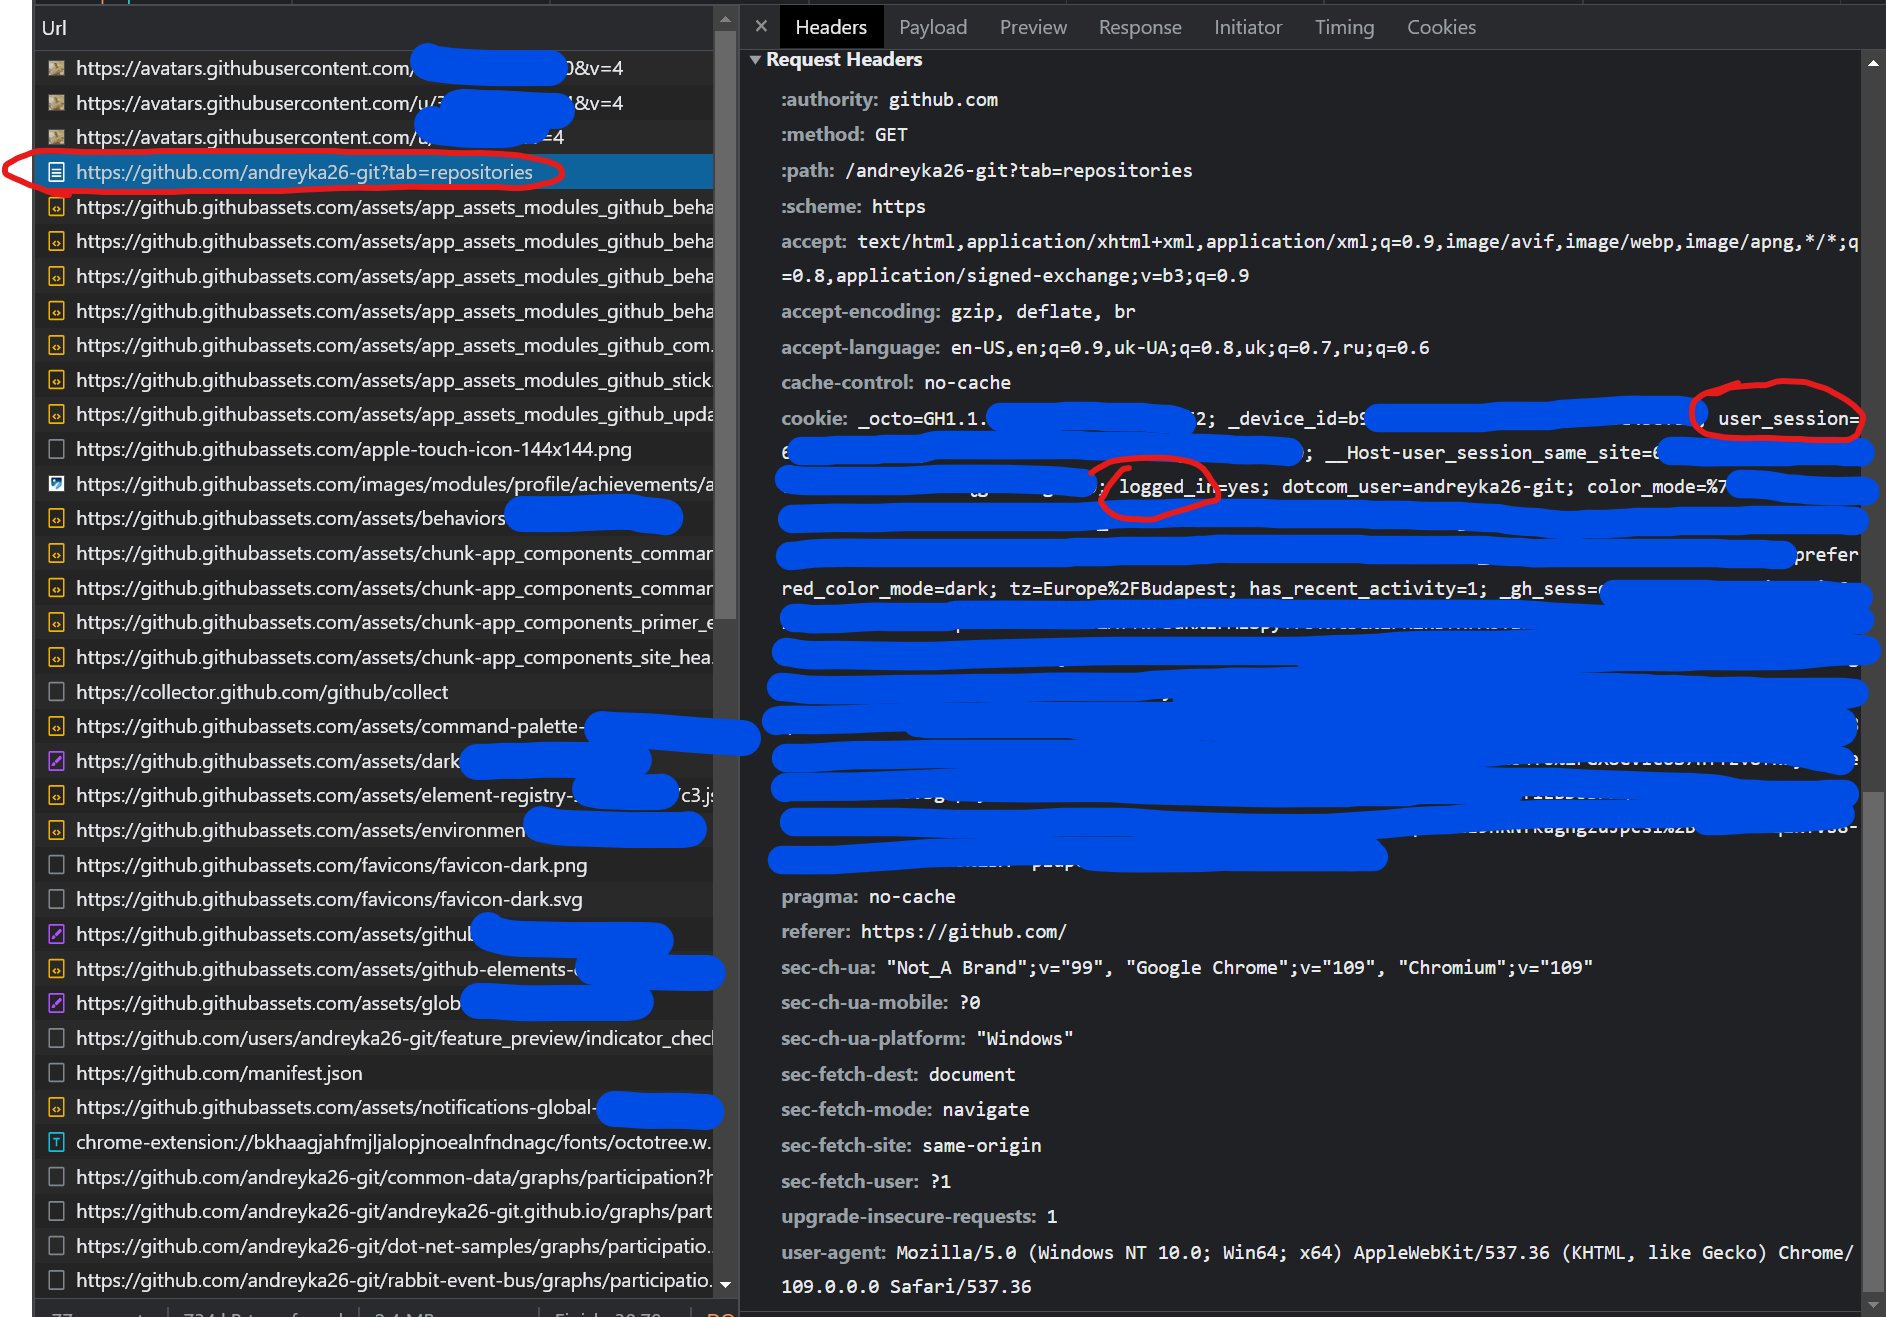 Url
https://avatars.githubusercontent.com/ 0&v=4
https://avatars.githubusercontent.com/u/ &v=4
https://avatars.githubusercontent.com/u =4
https://github.com/andreyka26-git?tab=repositories
https://github.githubassets.com/assets/app_assets_modules_github_beha
https://github.githubassets.com/assets/app_assets_modules_github_beha
https://github.githubassets.com/assets/app_assets_modules_github_beha
https://github.githubassets.com/assets/app_assets_modules_github_beha
https://github.githubassets.com/assets/app_assets_modules_github_com.
https://github.githubassets.com/assets/app_assets_modules_github_stick
https://github.githubassets.com/assets/app_assets_modules_github_upda
https://github.com/apple-touch-icon-144x144.png
https://github.githubassets.com/images/modules/profile/achievements/a
https://github.githubassets.com/assets/behaviors
https://github.githubassets.com/assets/chunk-app_components_commar
https://github.githubassets.com/assets/chunk-app_components_commar
https://github.githubassets.com/assets/chunk-app_components_primer_e
https://github.githubassets.com/assets/chunk-app_components_site_hea.
https://collector.github.com/github/collect
https://github.githubassets.com/assets/command-palette-
https://github.githubassets.com/assets/dark
https://github.githubassets.com/assets/element-registry- /c3.js
https://github.githubassets.com/assets/environmen
https://github.githubassets.com/favicons/favicon-dark.png
https://github.githubassets.com/favicons/favicon-dark.svg
https://github.githubassets.com/assets/github
https://github.githubassets.com/assets/github-elements-
https://github.githubassets.com/assets/glob
https://github.com/users/andreyka26-git/feature_preview/indicator_chec
https://github.com/manifest.json
https://github.githubassets.com/assets/notifications-global-
chrome-extension://bkhaagjahfmjljalopjnoealnfndnagc/fonts/octotree.w.
https://github.com/andreyka26-git/common-data/graphs/participation?h
https://github.com/andreyka26-git/andreyka26-git.github.io/graphs/part
https://github.com/andreyka26-git/dot-net-samples/graphs/participatio..
https://github.com/andreyka26-git/rabbit-event-bus/graphs/participatio.
Headers Payload Preview Response Initiator Timing Cookies
Request Headers
:authority: github.com
:method: GET
:path: /andreyka26-git?tab=repositories
:scheme: https
accept: text/html,application/xhtml+xml,application/xml;q=0.9,image/avif,image/webp,image/apng,*/*;q
=0.8,application/signed-exchange;v=b3;q=0.9
accept-encoding: gzip, deflate, br
accept-language: en-US,en;q=0.9,uk-UA;q=0.8,uk;q=0.7,ru;q=0.6
cache-control: no-cache
cookie: _octo=GH1.1. 2; _device_id=b9 ; user_session=
; __Host-user_session_same_site=
; logged_in=yes; dotcom_user=andreyka26-git; color_mode=%7
prefer
red_color_mode=dark; tz=Europe%2FBudapest; has_recent_activity=1; _gh_sess=
pragma: no-cache
referer: https://github.com/
sec-ch-ua: "Not_A Brand";v="99", "Google Chrome";v="109", "Chromium";v="109"
sec-ch-ua-mobile: ?0
sec-ch-ua-platform: "Windows"
sec-fetch-dest: document
sec-fetch-mode: navigate
sec-fetch-site: same-origin
sec-fetch-user: ?1
upgrade-insecure-requests: 1
user-agent: Mozilla/5.0 (Windows NT 10.0; Win64; x64) AppleWebKit/537.36 (KHTML, like Gecko) Chrome/
109.0.0.0 Safari/537.36